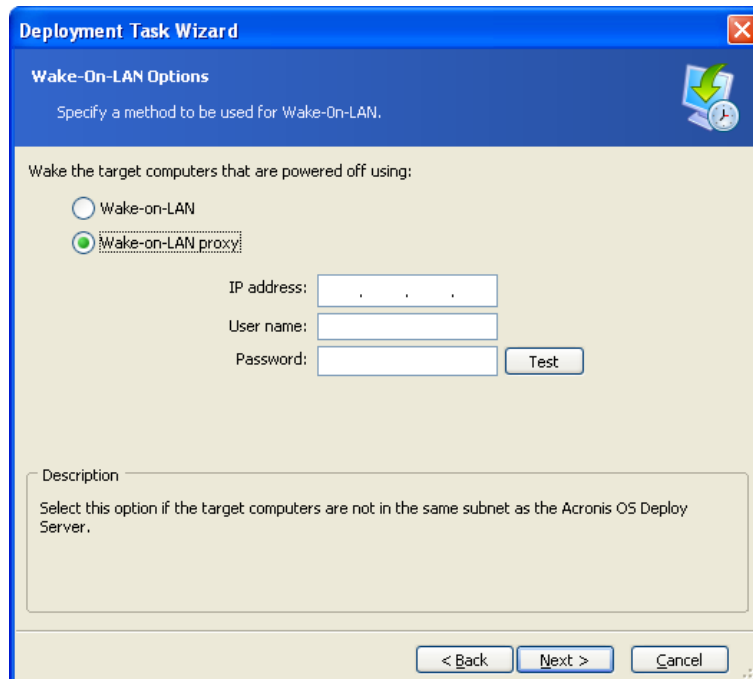 Deployment Task Wizard
Wake-On-LAN Options
Specify a method to be used for Wake-On-LAN.
Wake the target computers that are powered off using:
Wake-on-LAN
Wake-on-LAN proxy
IP address: . . .
User name:
Password: Test
Description
Select this option if the target computers are not in the same subnet as the Acronis OS Deploy
Server.
< Back Next > Cancel